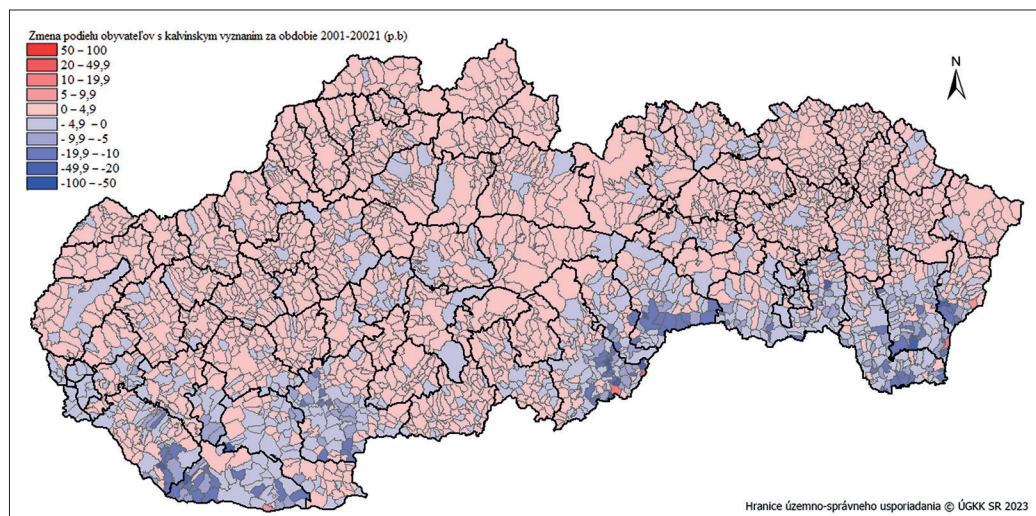 Zmena podielu obyvateľov s kalvínskym vyznaním za obdobie 2001-20021 (p.b)
50 – 100
20 – 49,9
10 – 19,9
5 – 9,9
0 – 4,9
- 4,9 – 0
- 9,9 – -5
-19,9 – -10
-49,9 – -20
-100 – -50
N
Hranice územno-správneho usporiadania © ÚGKK SR 2023